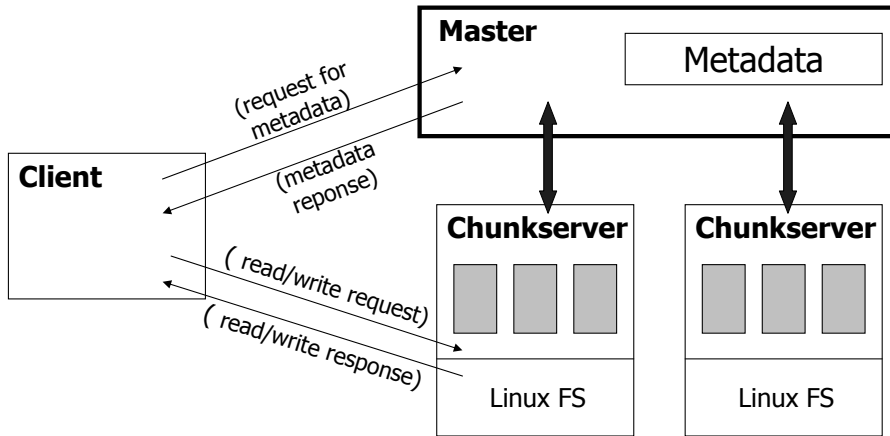 Master
Metadata
(request for
metadata)
(metadata
reponse)
Client
Chunkserver
Chunkserver
( read/write request)
( read/write response)
Linux FS
Linux FS